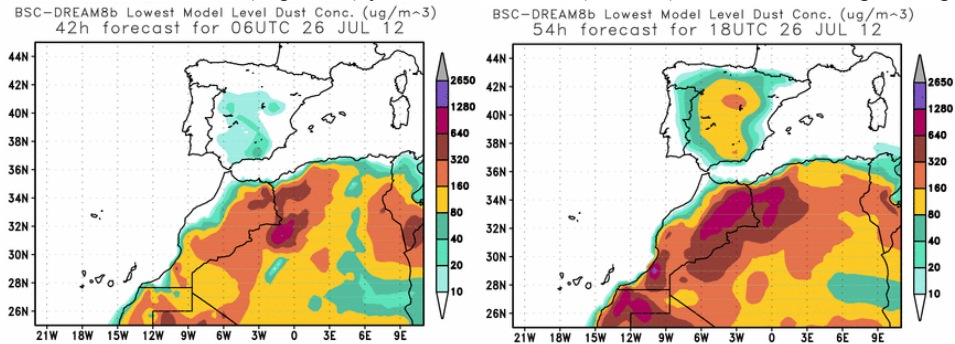 BSC-DREAM8b Lowest Model Level Dust Conc. (ug/m^3)
42h forecast for 06UTC 26 JUL 12
44N
42N
40N
38N
36N
34N
32N
30N
28N
26N
21W 18W 15W 12W 9W 6W 3W 0 3E 6E 9E
2650
1280
640
320
160
80
40
20
10
BSC-DREAM8b Lowest Model Level Dust Conc. (ug/m^3)
54h forecast for 18UTC 26 JUL 12
44N
42N
40N
38N
36N
34N
32N
30N
28N
26N
21W 18W 15W 12W 9W 6W 3W 0 3E 6E 9E
2650
1280
640
320
160
80
40
20
10